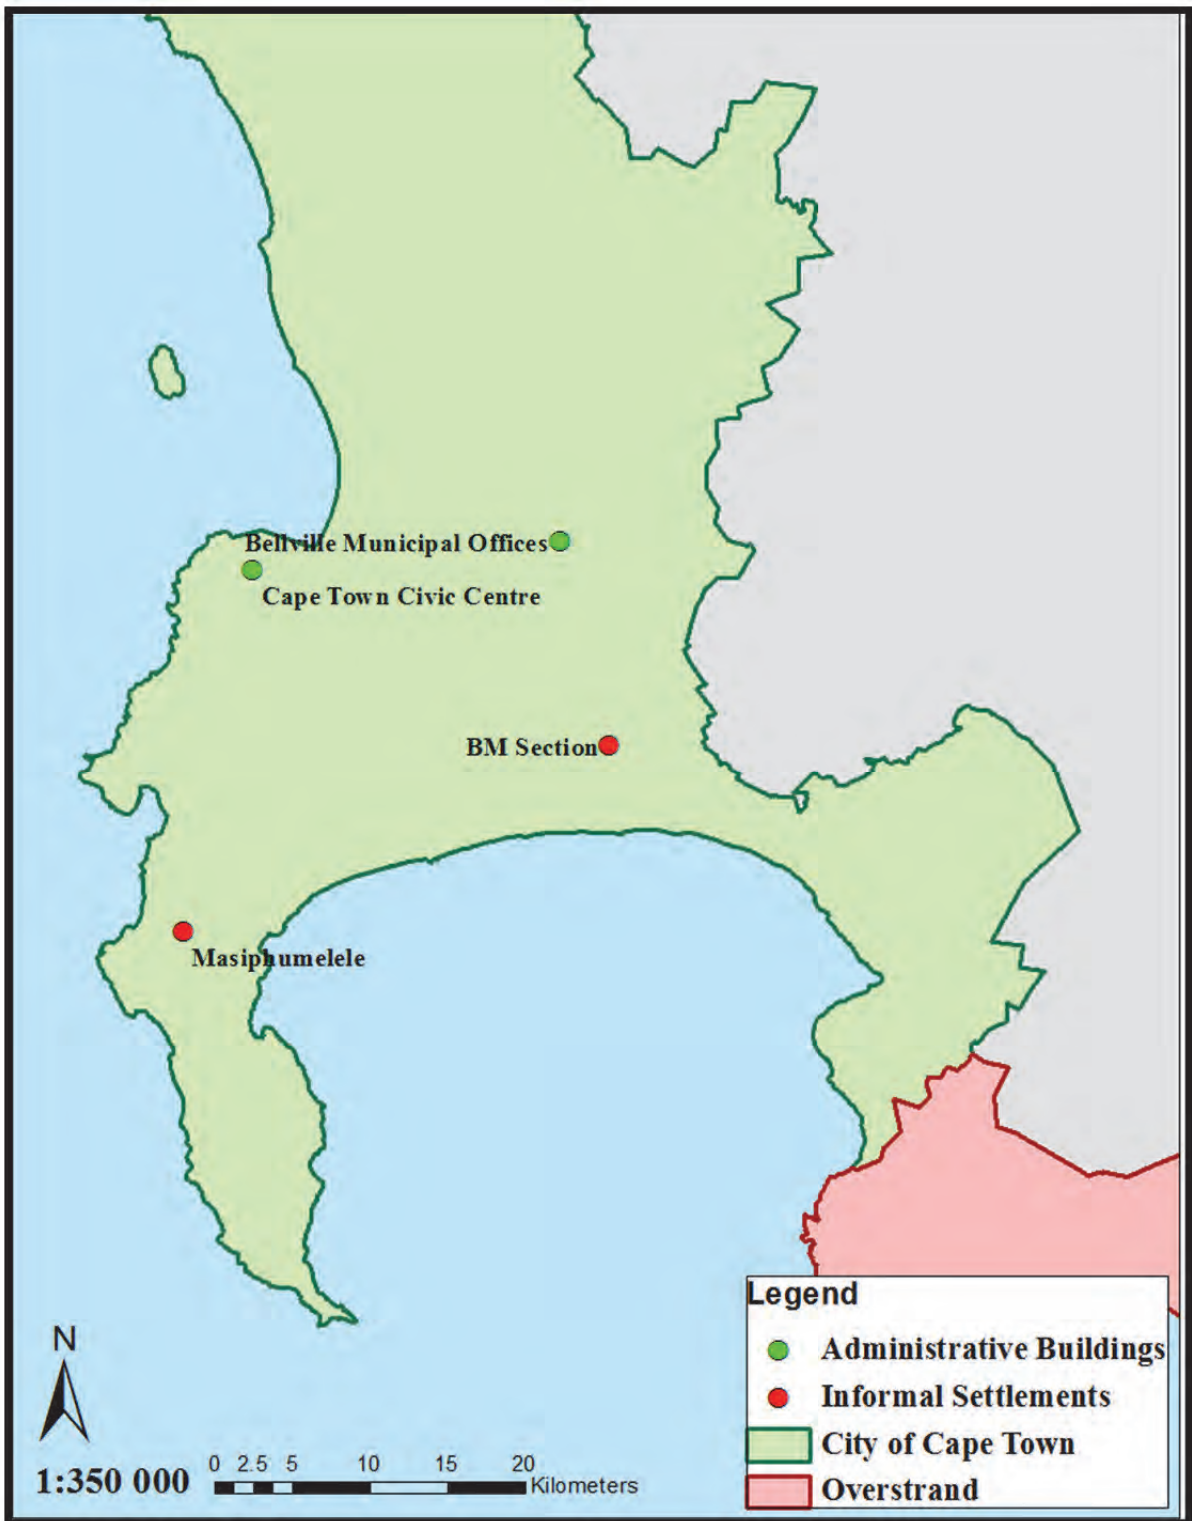 Bellville Municipal Offices
Cape Town Civic Centre
BM Section
Masiphumelele
Legend
Administrative Buildings
Informal Settlements
City of Cape Town
Overstrand
N
1:350 000
0 2.5 5 10 15 20
Kilometers